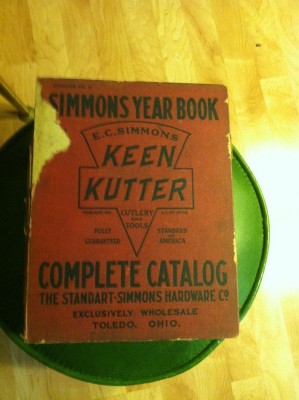 SIMMONS YEAR BOOK
E.C. SIMMONS
KEEN
KUTTER
CUTLERY
AND
TOOLS
FULLY
GUARANTEED
STANDARD
OF
AMERICA
COMPLETE CATALOG
THE STANDART-SIMMONS HARDWARE CO
EXCLUSIVELY WHOLESALE
TOLEDO, OHIO.